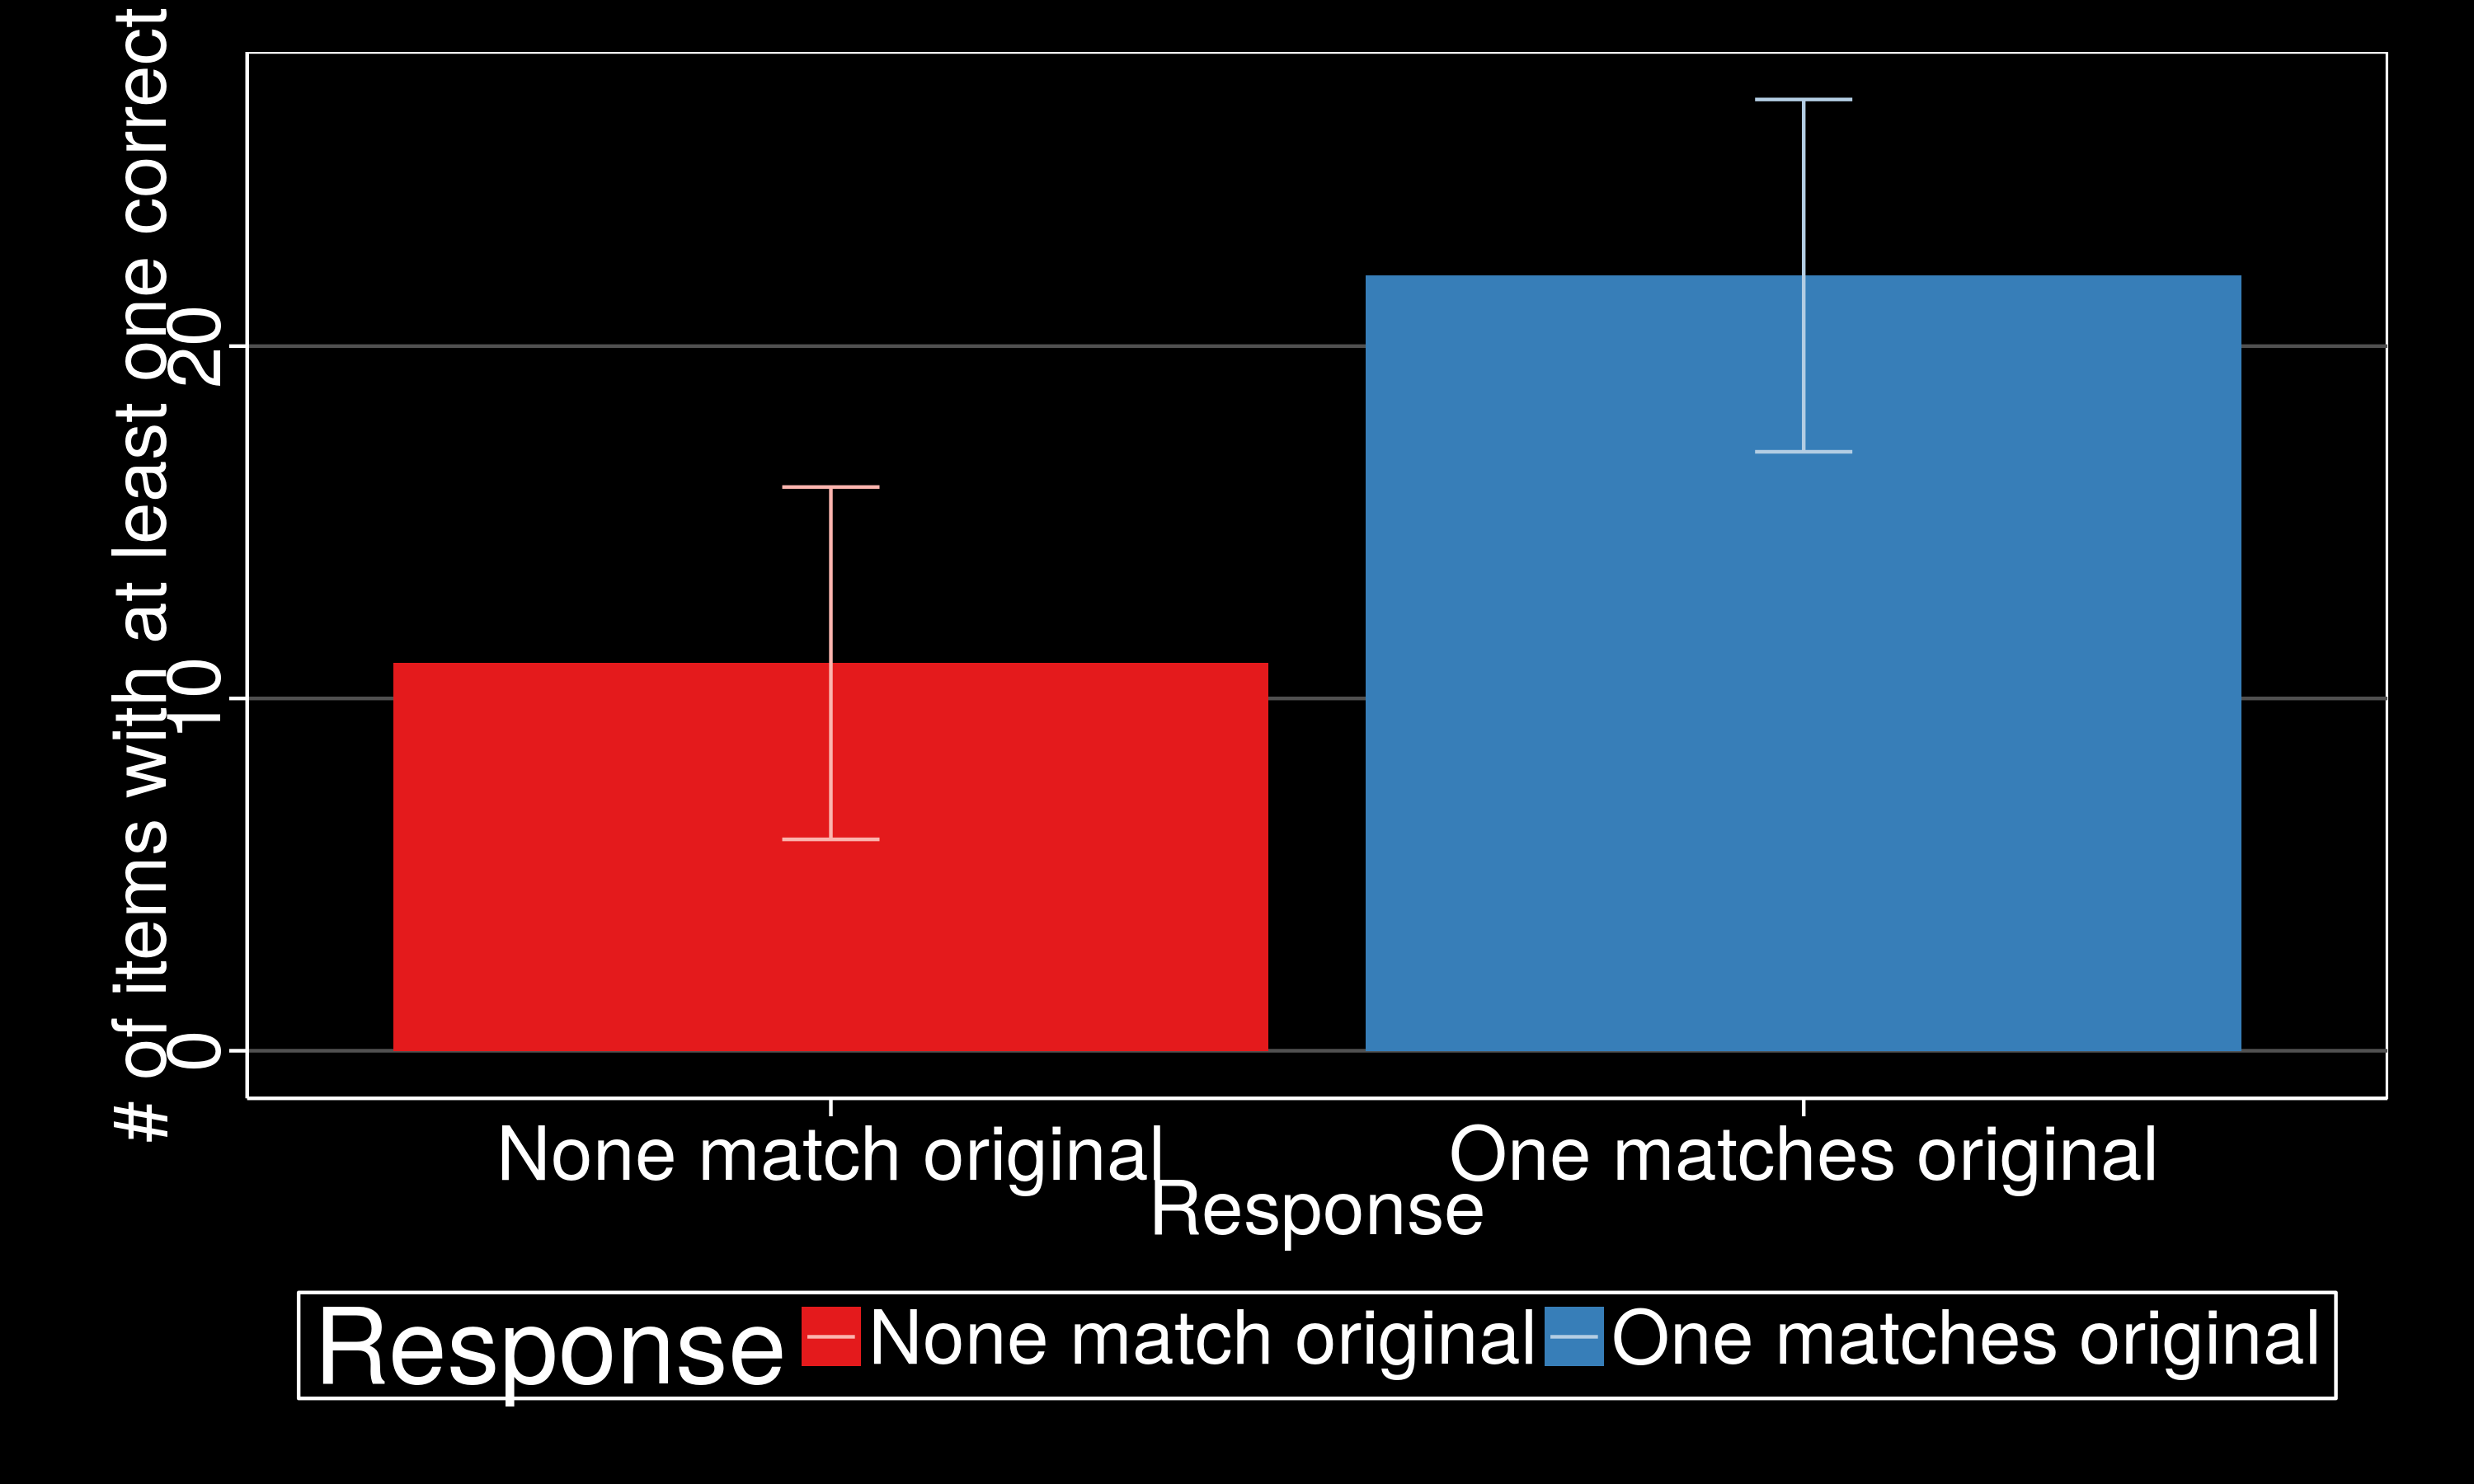 # of items with at least one correct
20
10
0
None match original
One matches original
Response
Response
None match original
One matches original